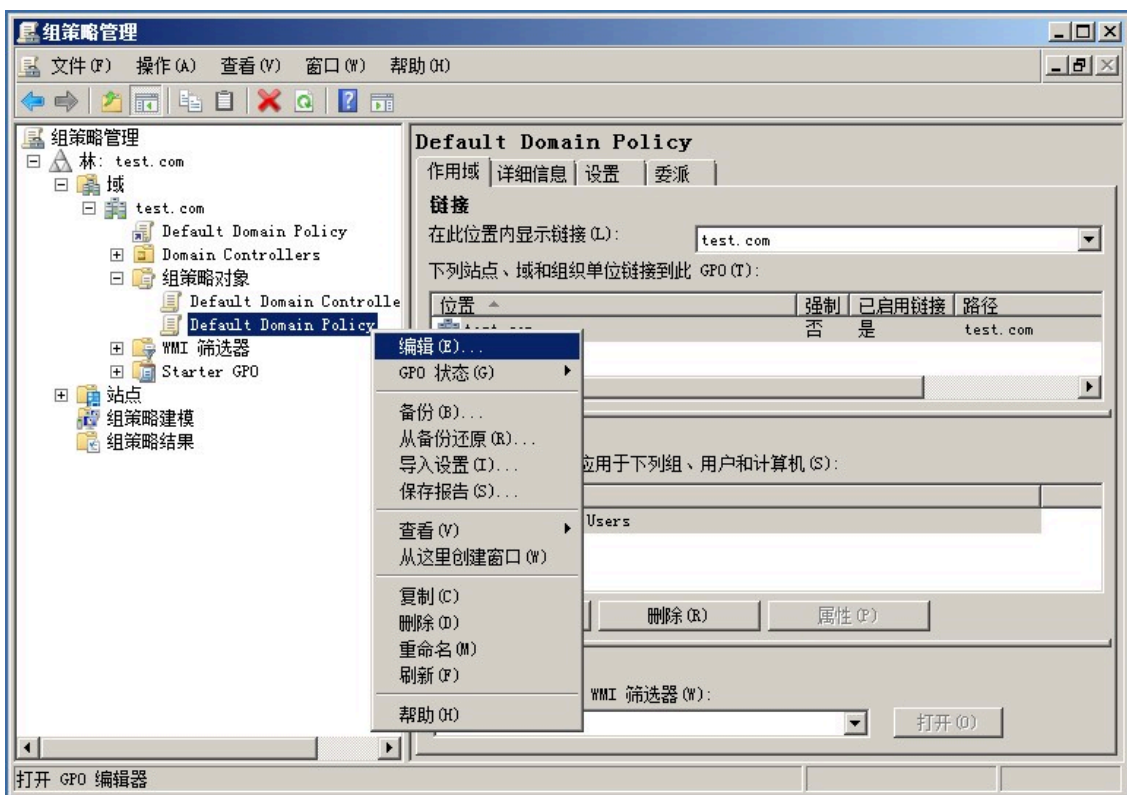 组策略管理
文件(F) 操作(A) 查看(V) 窗口(W) 帮助(H)
组策略管理
林: test.com
域
test.com
Default Domain Policy
Domain Controllers
组策略对象
Default Domain Controlle
Default Domain Policy
WMI 筛选器
Starter GPO
站点
组策略建模
组策略结果
Default Domain Policy
作用域 详细信息 设置 委派
链接
在此位置内显示链接(L): test.com
下列站点、域和组织单位链接到此 GPO(T):
位置 强制 已启用链接 路径
test.com 否 是 test.com
应用于下列组、用户和计算机(S):
Users
删除(R) 属性(P)
WMI 筛选器(W):
打开(O)
编辑(E)...
GPO 状态(G)
备份(B)...
从备份还原(R)...
导入设置(I)...
保存报告(S)...
查看(V)
从这里创建窗口(W)
复制(C)
删除(D)
重命名(M)
刷新(F)
帮助(H)
打开 GPO 编辑器